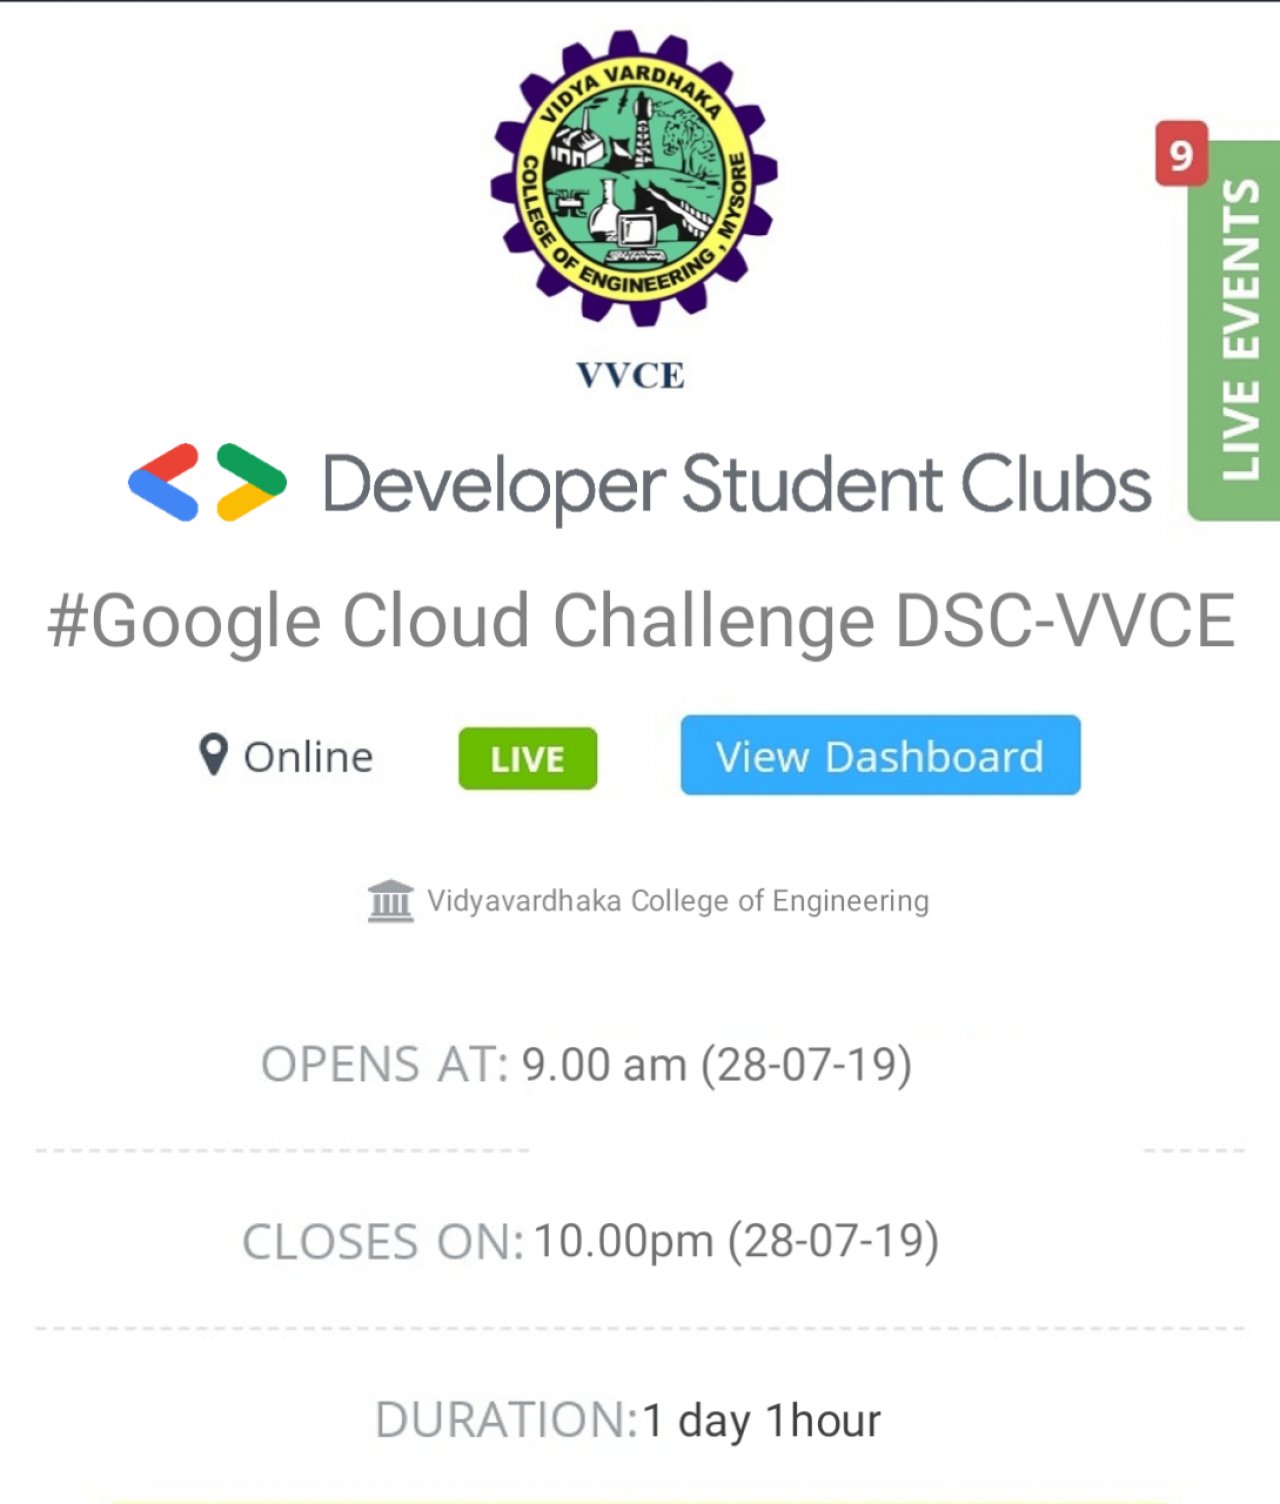 VIDYA VARDHAKA
COLLEGE OF ENGINEERING, MYSORE
VVCE
9
LIVE EVENTS
Developer Student Clubs
#Google Cloud Challenge DSC-VVCE
Online
LIVE
View Dashboard
Vidyavardhaka College of Engineering
OPENS AT: 9.00 am (28-07-19)
CLOSES ON: 10.00pm (28-07-19)
DURATION:1 day 1hour